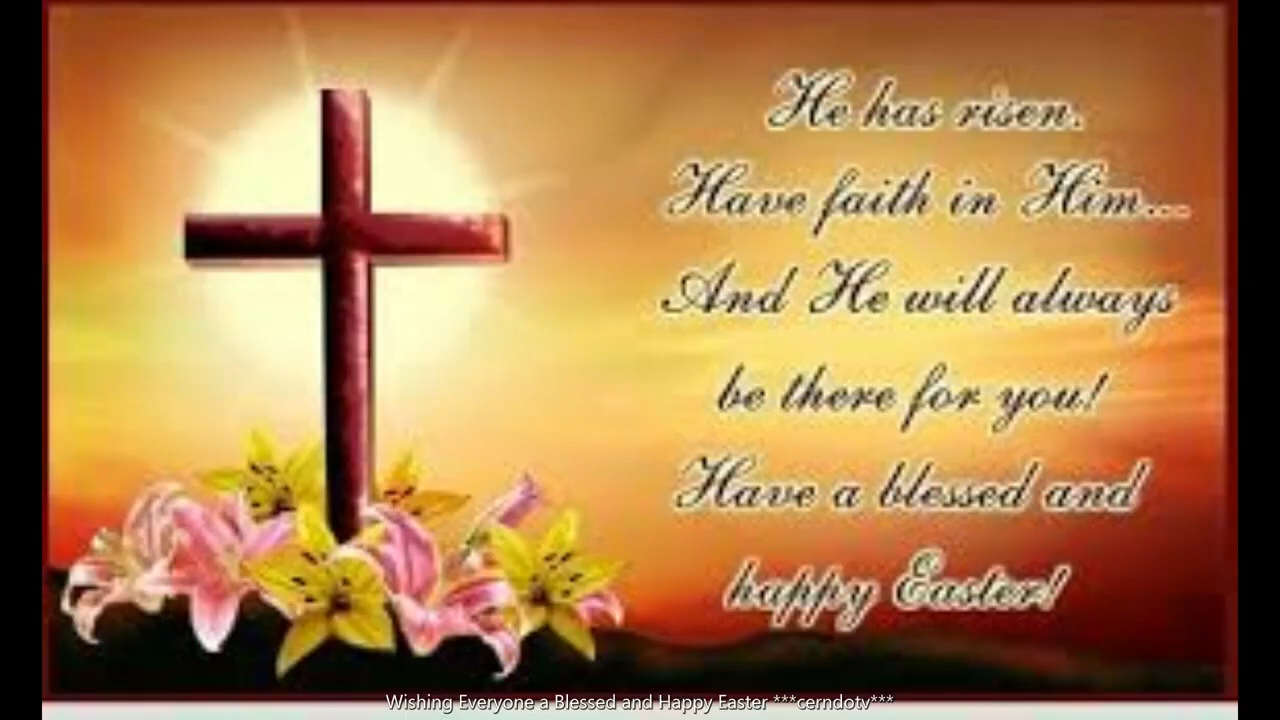 He has risen.
Have faith in Him...
And He will always
be there for you!
Have a blessed and
happy Easter!
Wishing Everyone a Blessed and Happy Easter ***cerndotv***